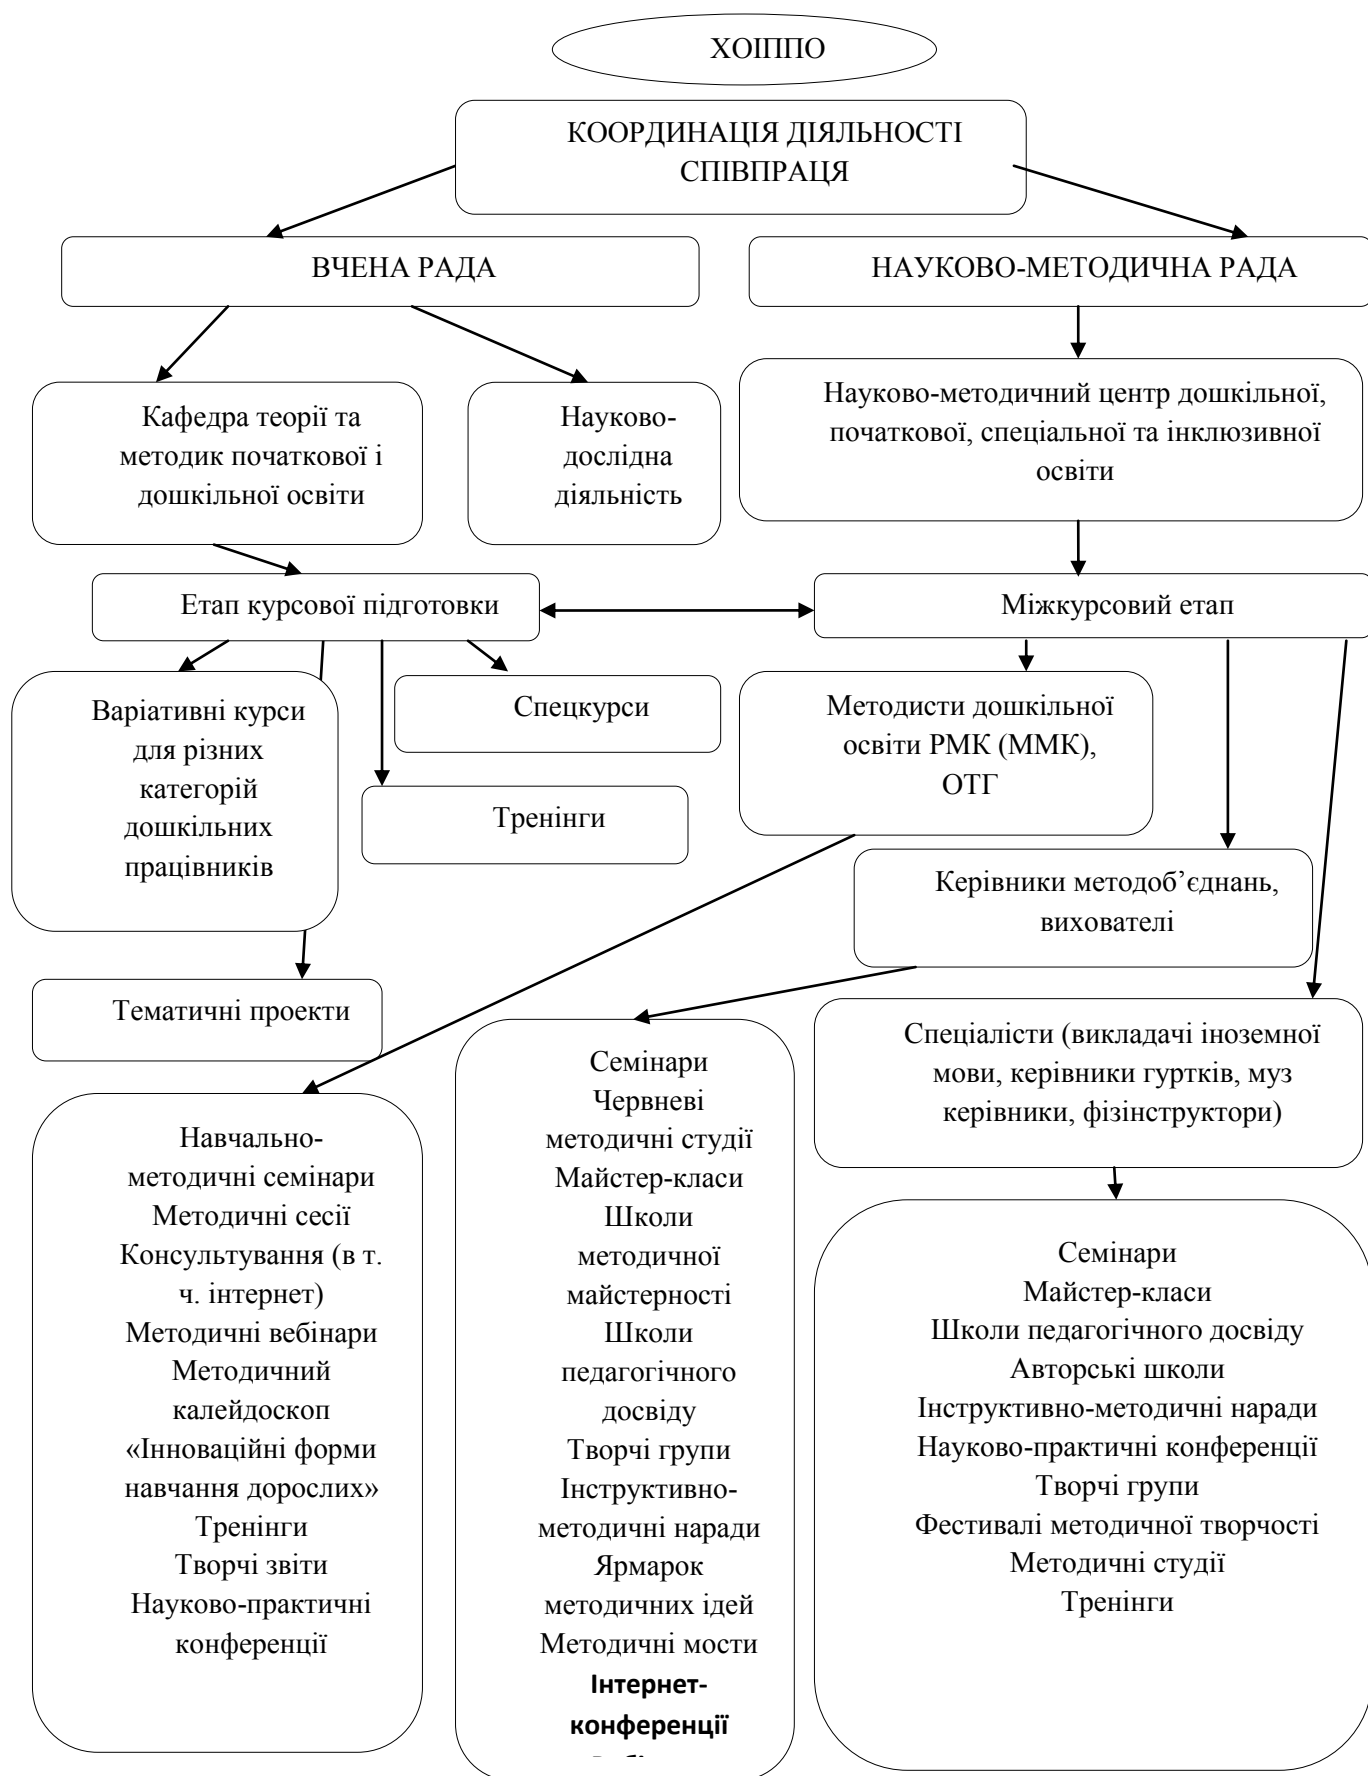 ХОІППО
КООРДИНАЦІЯ ДІЯЛЬНОСТІ
СПІВПРАЦЯ
ВЧЕНА РАДА
НАУКОВО-МЕТОДИЧНА РАДА
Кафедра теорії та
методик початкової і
дошкільної освіти
Науково-
дослідна
діяльність
Науково-методичний центр дошкільної,
початкової, спеціальної та інклюзивної
освіти
Етап курсової підготовки
Міжкурсовий етап
Варіативні курси
для різних
категорій
дошкільних
працівників
Спецкурси
Тренінги
Методисти дошкільної
освіти РМК (ММК),
ОТГ
Керівники методоб’єднань,
вихователі
Тематичні проекти
Спеціалісти (викладачі іноземної
мови, керівники гуртків, муз
керівники, фізінструктори)
Навчально-
методичні семінари
Методичні сесії
Консультування (в т.
ч. інтернет)
Методичні вебінари
Методичний
калейдоскоп
«Інноваційні форми
навчання дорослих»
Тренінги
Творчі звіти
Науково-практичні
конференції
Семінари
Червневі
методичні студії
Майстер-класи
Школи
методичної
майстерності
Школи
педагогічного
досвіду
Творчі групи
Інструктивно-
методичні наради
Ярмарок
методичних ідей
Методичні мости
Інтернет-
конференції
Семінари
Майстер-класи
Школи педагогічного досвіду
Авторські школи
Інструктивно-методичні наради
Науково-практичні конференції
Творчі групи
Фестивалі методичної творчості
Методичні студії
Тренінги